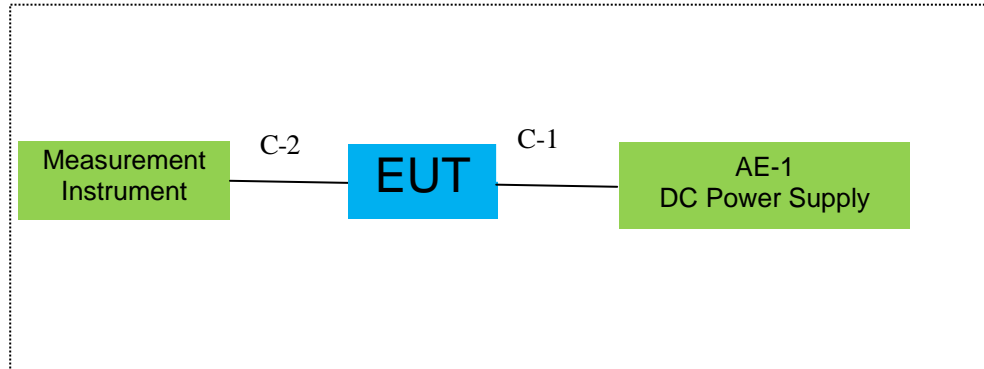 Measurement
Instrument
C-2
EUT
C-1
AE-1
DC Power Supply